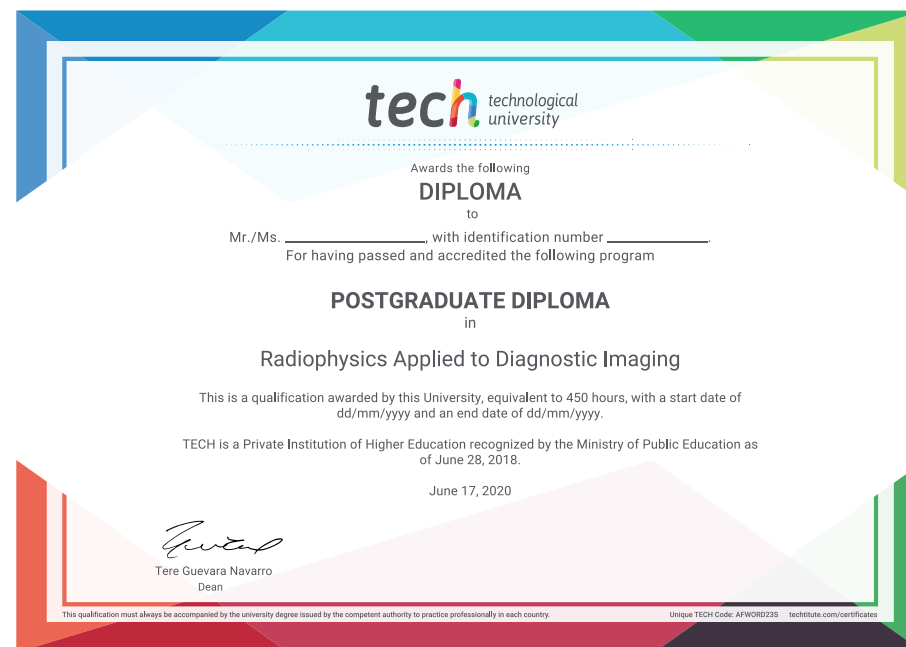 tech technological
university
Awards the following
DIPLOMA
to
Mr./Ms. ____________________, with identification number ______________.
For having passed and accredited the following program
POSTGRADUATE DIPLOMA
in
Radiophysics Applied to Diagnostic Imaging
This is a qualification awarded by this University, equivalent to 450 hours, with a start date of
dd/mm/yyyy and an end date of dd/mm/yyyy.
TECH is a Private Institution of Higher Education recognized by the Ministry of Public Education as
of June 28, 2018.
June 17, 2020
Tere Guevara Navarro
Dean
This qualification must always be accompanied by the university degree issued by the competent authority to practice professionally in each country.
Unique TECH Code: AFWORD23S techtitute.com/certificates